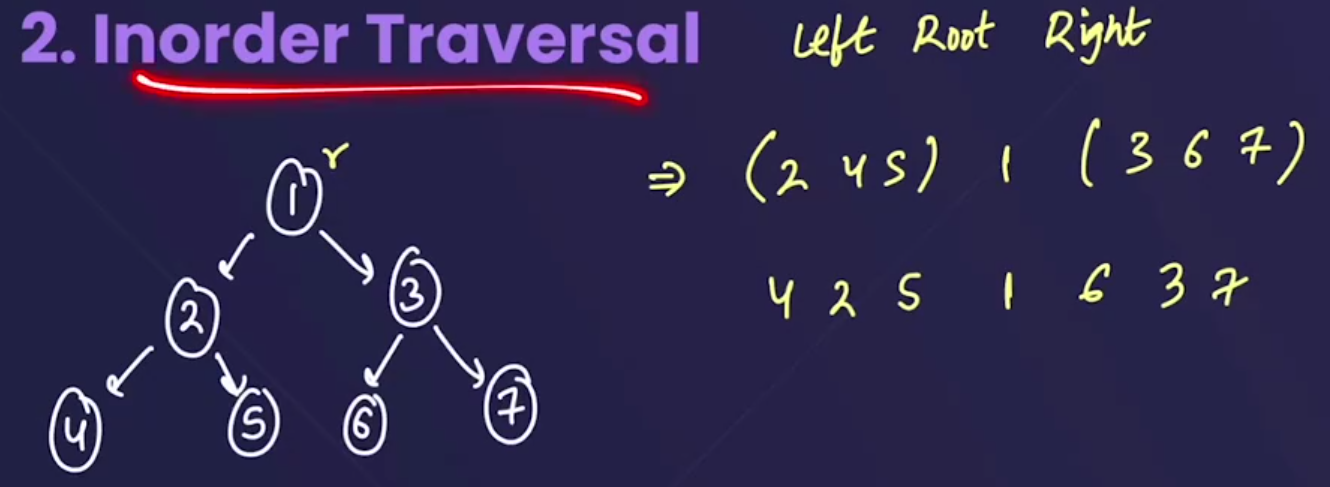 2. Inorder Traversal
Left Root Right
⇒ (2 4 5) 1 (3 6 7)
4 2 5 1 6 3 7
1 r
2 3
4 5 6 7